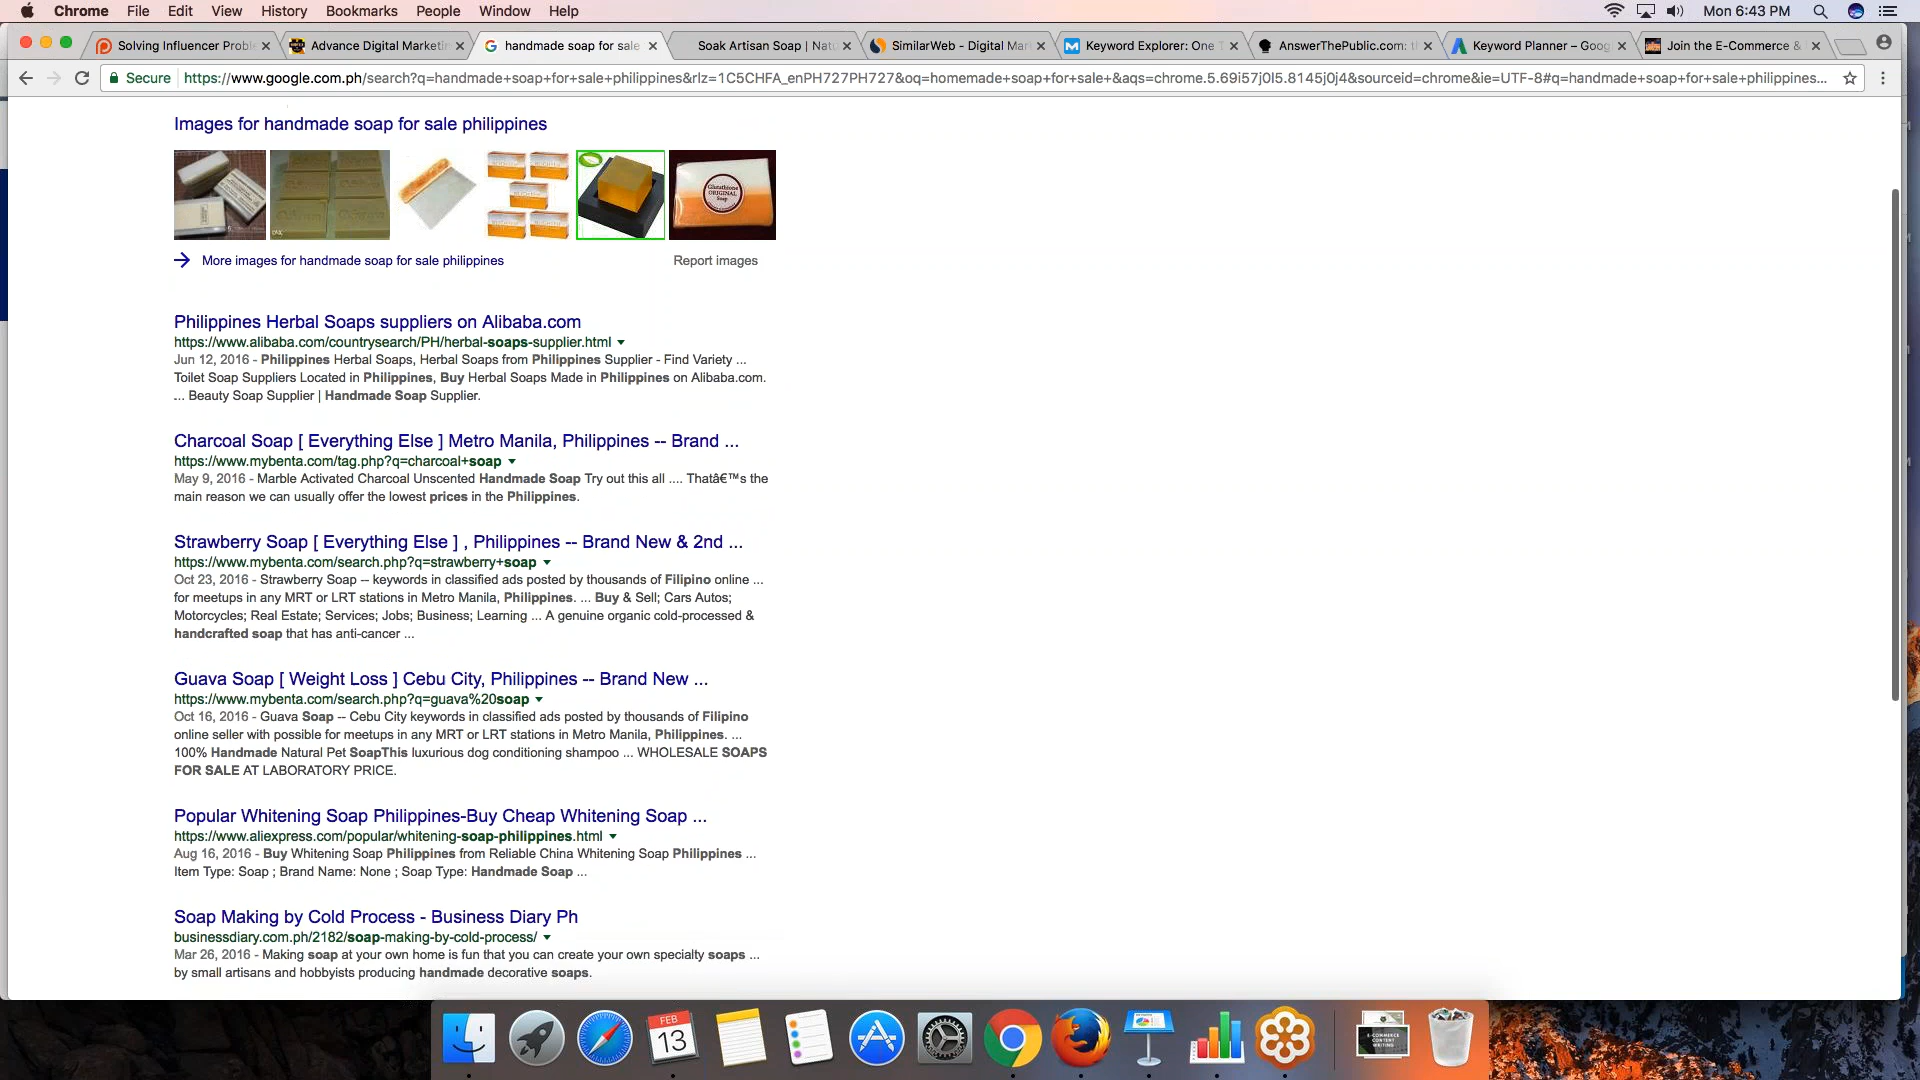 Chrome File Edit View History Bookmarks People Window Help Mon 6:43 PM
Solving Influencer Proble Advance Digital Marketin handmade soap for sale Soak Artisan Soap | Natu SimilarWeb - Digital Mar Keyword Explorer: One T AnswerThePublic.com: th Keyword Planner – Goog Join the E-Commerce &
Secure https://www.google.com.ph/search?q=handmade+soap+for+sale+philippines&rlz=1C5CHFA_enPH727PH727&oq=homemade+soap+for+sale+&aqs=chrome.5.69i57j0l5.8145j0j4&sourceid=chrome&ie=UTF-8#q=handmade+soap+for+sale+philippines...
Images for handmade soap for sale philippines
Glutathione
ORIGINAL
Soap
More images for handmade soap for sale philippines Report images
Philippines Herbal Soaps suppliers on Alibaba.com
https://www.alibaba.com/countrysearch/PH/herbal-soaps-supplier.html
Jun 12, 2016 - Philippines Herbal Soaps, Herbal Soaps from Philippines Supplier - Find Variety ...
Toilet Soap Suppliers Located in Philippines, Buy Herbal Soaps Made in Philippines on Alibaba.com.
... Beauty Soap Supplier | Handmade Soap Supplier.
Charcoal Soap [ Everything Else ] Metro Manila, Philippines -- Brand ...
https://www.mybenta.com/tag.php?q=charcoal+soap
May 9, 2016 - Marble Activated Charcoal Unscented Handmade Soap Try out this all .... Thatâ€™s the
main reason we can usually offer the lowest prices in the Philippines.
Strawberry Soap [ Everything Else ] , Philippines -- Brand New & 2nd ...
https://www.mybenta.com/search.php?q=strawberry+soap
Oct 23, 2016 - Strawberry Soap -- keywords in classified ads posted by thousands of Filipino online ...
for meetups in any MRT or LRT stations in Metro Manila, Philippines. ... Buy & Sell; Cars Autos;
Motorcycles; Real Estate; Services; Jobs; Business; Learning ... A genuine organic cold-processed &
handcrafted soap that has anti-cancer ...
Guava Soap [ Weight Loss ] Cebu City, Philippines -- Brand New ...
https://www.mybenta.com/search.php?q=guava%20soap
Oct 16, 2016 - Guava Soap -- Cebu City keywords in classified ads posted by thousands of Filipino
online seller with possible for meetups in any MRT or LRT stations in Metro Manila, Philippines. ...
100% Handmade Natural Pet SoapThis luxurious dog conditioning shampoo ... WHOLESALE SOAPS
FOR SALE AT LABORATORY PRICE.
Popular Whitening Soap Philippines-Buy Cheap Whitening Soap ...
https://www.aliexpress.com/popular/whitening-soap-philippines.html
Aug 16, 2016 - Buy Whitening Soap Philippines from Reliable China Whitening Soap Philippines ...
Item Type: Soap ; Brand Name: None ; Soap Type: Handmade Soap ...
Soap Making by Cold Process - Business Diary Ph
businessdiary.com.ph/2182/soap-making-by-cold-process/
Mar 26, 2016 - Making soap at your own home is fun that you can create your own specialty soaps ...
by small artisans and hobbyists producing handmade decorative soaps.
FEB
13
E-COMMERCE
CONTENT
WRITING